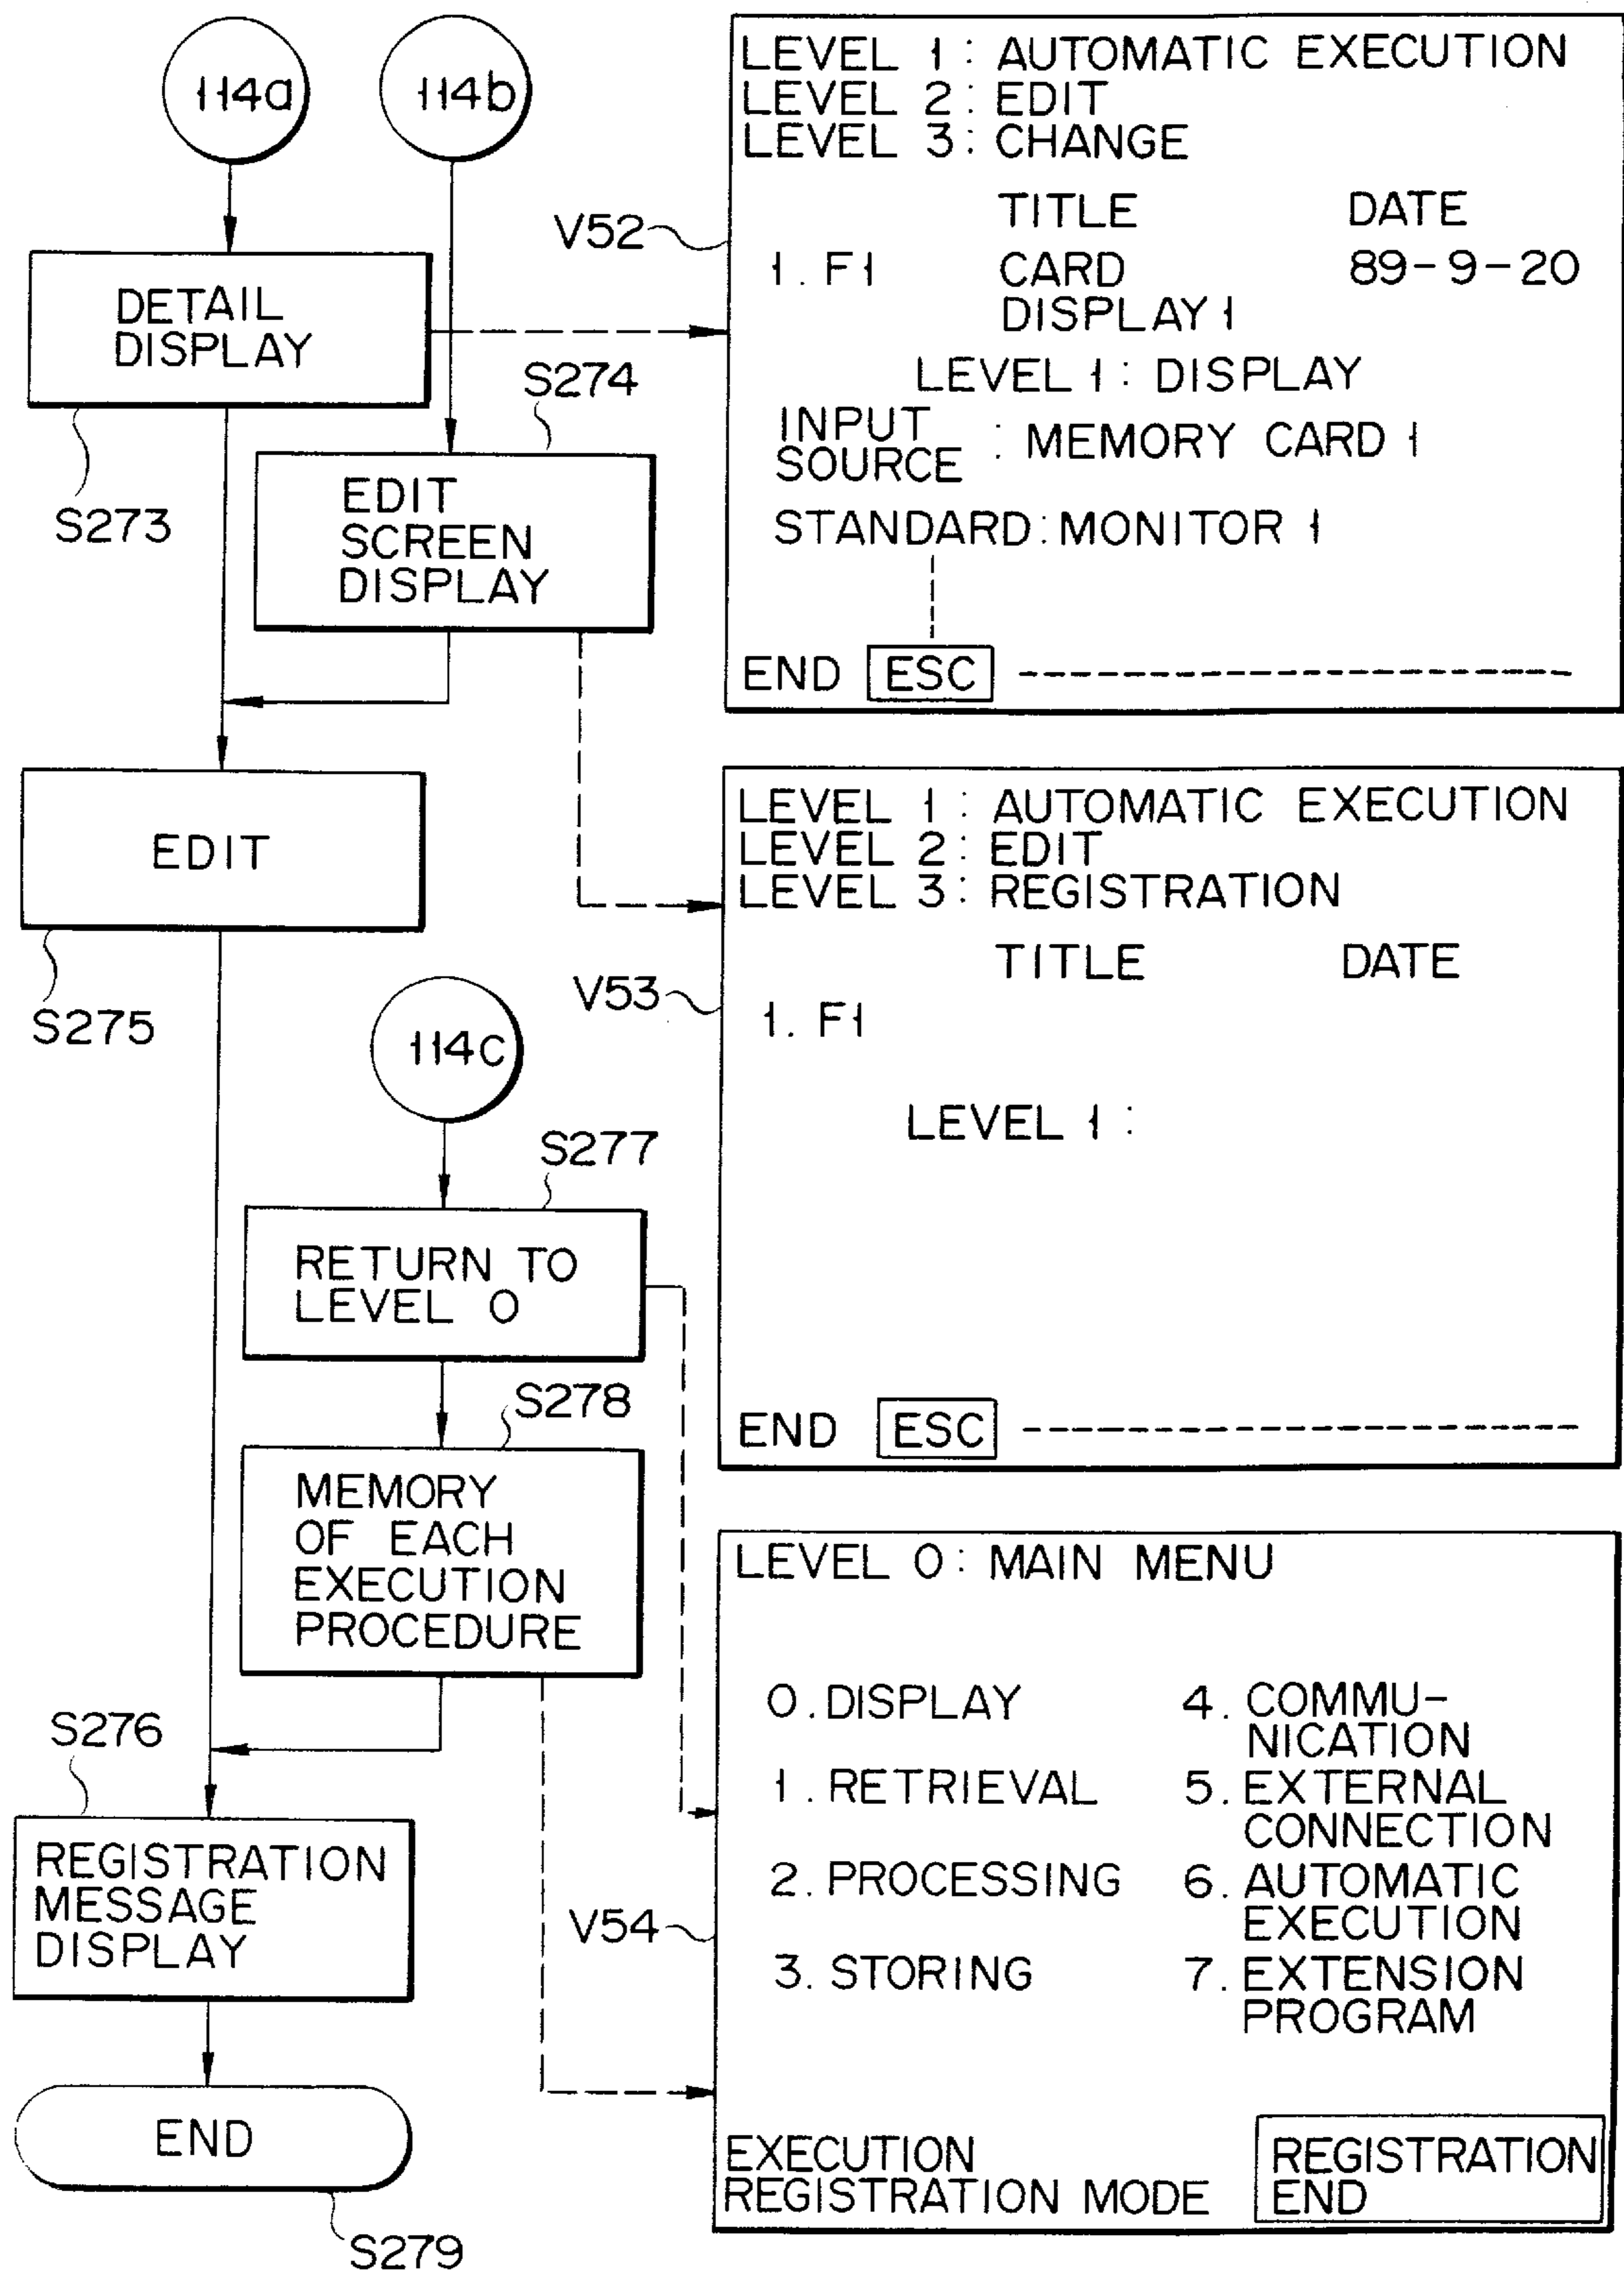 114a
114b
DETAIL
DISPLAY
S273
S274
EDIT
SCREEN
DISPLAY
EDIT
S275
114c
S277
RETURN TO
LEVEL 0
S278
MEMORY
OF EACH
EXECUTION
PROCEDURE
S276
REGISTRATION
MESSAGE
DISPLAY
END
S279
V52
LEVEL 1 : AUTOMATIC EXECUTION
LEVEL 2 : EDIT
LEVEL 3 : CHANGE
TITLE DATE
1. F1 CARD 89-9-20
DISPLAY 1
LEVEL 1 : DISPLAY
INPUT
SOURCE : MEMORY CARD 1
STANDARD : MONITOR 1
END ESC
V53
LEVEL 1 : AUTOMATIC EXECUTION
LEVEL 2 : EDIT
LEVEL 3 : REGISTRATION
TITLE DATE
1. F1
LEVEL 1 :
END ESC
V54
LEVEL 0 : MAIN MENU
0. DISPLAY
1. RETRIEVAL
2. PROCESSING
3. STORING
4. COMMU-
NICATION
5. EXTERNAL
CONNECTION
6. AUTOMATIC
EXECUTION
7. EXTENSION
PROGRAM
EXECUTION
REGISTRATION MODE
REGISTRATION
END